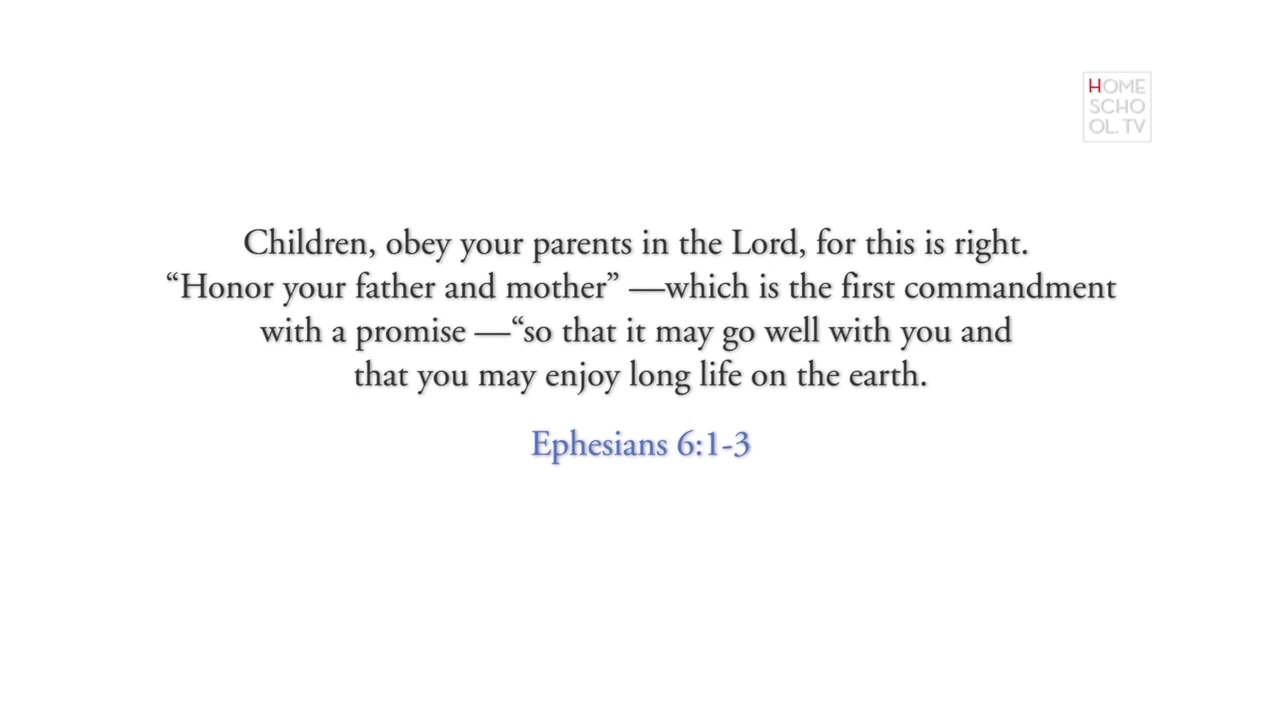 HOME
SCHO
OL.TV
Children, obey your parents in the Lord, for this is right.
“Honor your father and mother” —which is the first commandment
with a promise —“so that it may go well with you and
that you may enjoy long life on the earth.
Ephesians 6:1-3